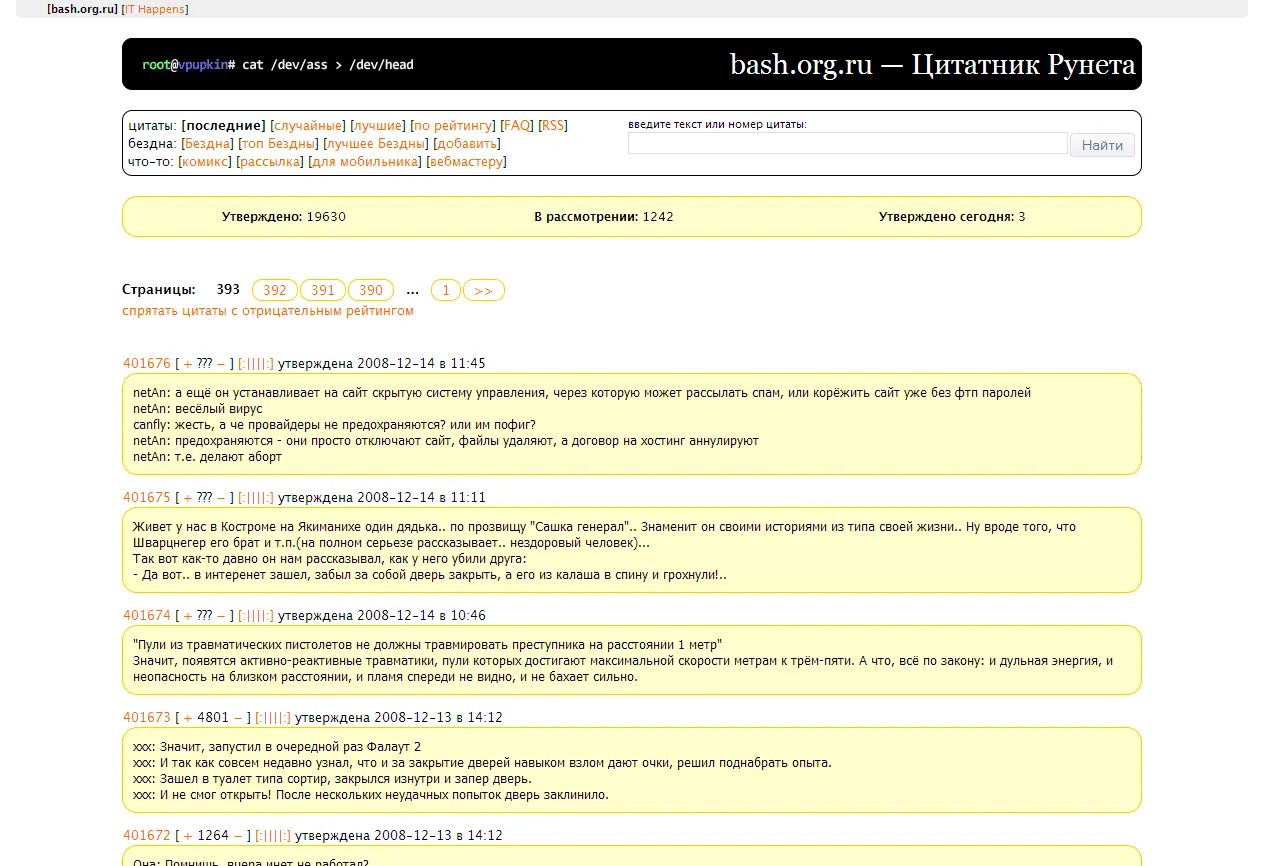 [bash.org.ru] [IT Happens]
root@vpupkin# cat /dev/ass > /dev/head
bash.org.ru — Цитатник Рунета
цитаты: [последние] [случайные] [лучшие] [по рейтингу] [FAQ] [RSS]
бездна: [Бездна] [топ Бездны] [лучшее Бездны] [добавить]
что-то: [комикс] [рассылка] [для мобильника] [вебмастеру]
введите текст или номер цитаты:
Найти
Утверждено: 19630 В рассмотрении: 1242 Утверждено сегодня: 3
Страницы: 393 392 391 390 ... 1 >>
спрятать цитаты с отрицательным рейтингом
401676 [ + ??? – ] [:||||:] утверждена 2008-12-14 в 11:45
netAn: а ещё он устанавливает на сайт скрытую систему управления, через которую может рассылать спам, или корёжить сайт уже без фтп паролей
netAn: весёлый вирус
canfly: жесть, а че провайдеры не предохраняются? или им пофиг?
netAn: предохраняются - они просто отключают сайт, файлы удаляют, а договор на хостинг аннулируют
netAn: т.е. делают аборт
401675 [ + ??? – ] [:||||:] утверждена 2008-12-14 в 11:11
Живет у нас в Костроме на Якиманихе один дядька.. по прозвищу "Сашка генерал".. Знаменит он своими историями из типа своей жизни.. Ну вроде того, что
Шварцнегер его брат и т.п.(на полном серьезе рассказывает.. нездоровый человек)...
Так вот как-то давно он нам рассказывал, как у него убили друга:
- Да вот.. в интеренет зашел, забыл за собой дверь закрыть, а его из калаша в спину и грохнули!..
401674 [ + ??? – ] [:||||:] утверждена 2008-12-14 в 10:46
"Пули из травматических пистолетов не должны травмировать преступника на расстоянии 1 метр"
Значит, появятся активно-реактивные травматики, пули которых достигают максимальной скорости метрам к трём-пяти. А что, всё по закону: и дульная энергия, и
неопасность на близком расстоянии, и пламя спереди не видно, и не бахает сильно.
401673 [ + 4801 – ] [:||||:] утверждена 2008-12-13 в 14:12
xxx: Значит, запустил в очередной раз Фалаут 2
xxx: И так как совсем недавно узнал, что и за закрытие дверей навыком взлом дают очки, решил поднабрать опыта.
xxx: Зашел в туалет типа сортир, закрылся изнутри и запер дверь.
xxx: И не смог открыть! После нескольких неудачных попыток дверь заклинило.
401672 [ + 1264 – ] [:||||:] утверждена 2008-12-13 в 14:12
Она: Помнишь, вчера инет не работал?